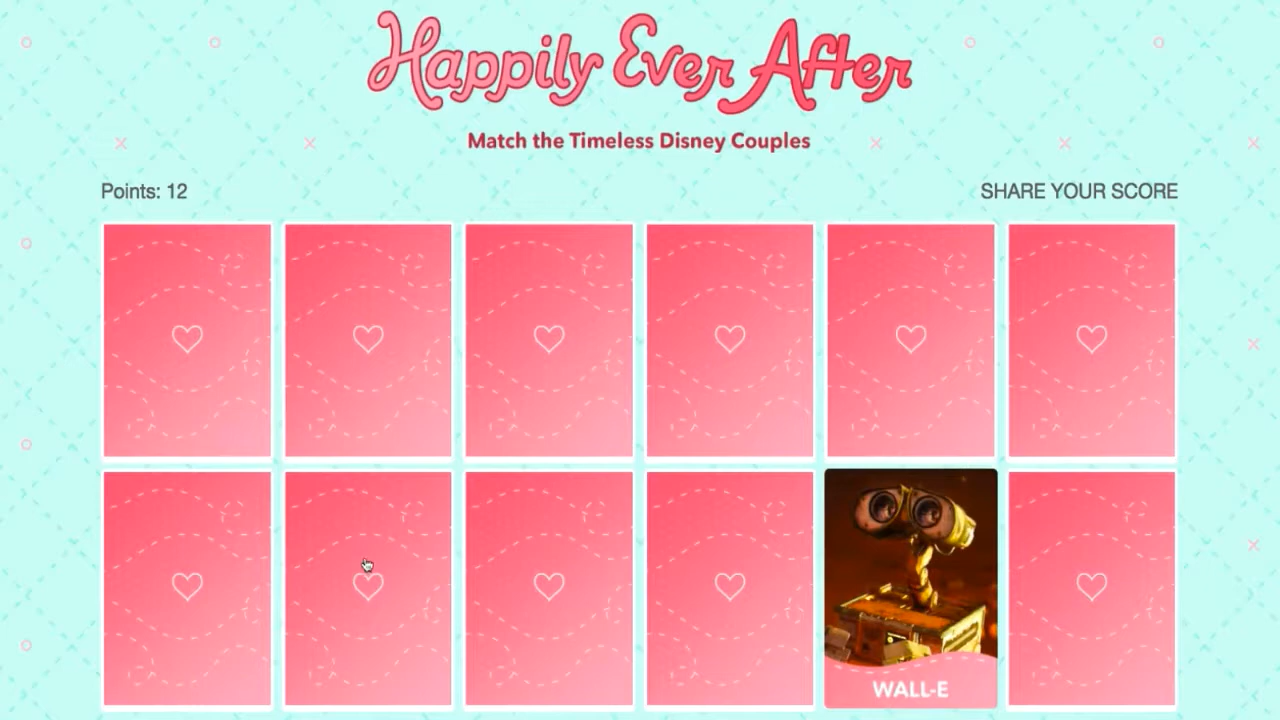 Happily Ever After
Match the Timeless Disney Couples
Points: 12
SHARE YOUR SCORE
WALL-E